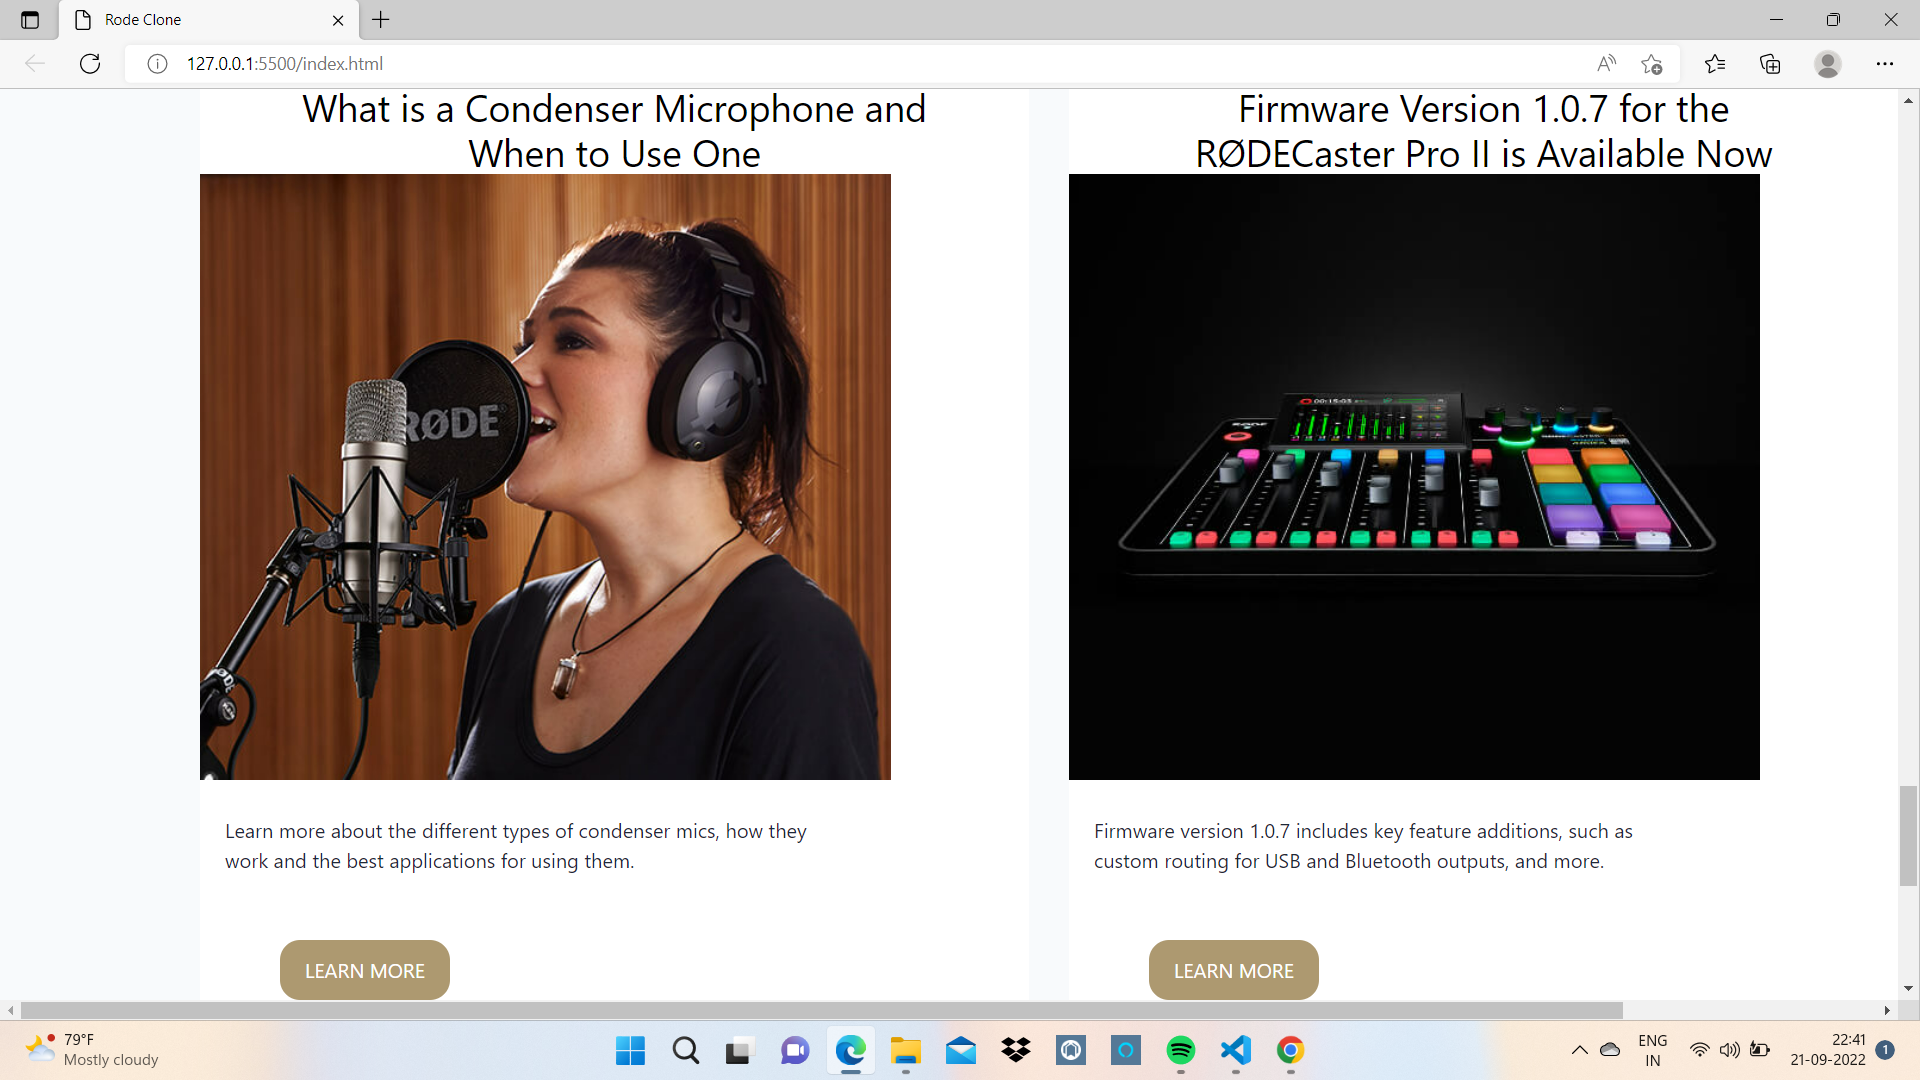 Rode Clone
127.0.0.1:5500/index.html
What is a Condenser Microphone and
When to Use One
RØDE
RØDE
Learn more about the different types of condenser mics, how they
work and the best applications for using them.
LEARN MORE
Firmware Version 1.0.7 for the
RØDECaster Pro II is Available Now
00:15:03
Firmware version 1.0.7 includes key feature additions, such as
custom routing for USB and Bluetooth outputs, and more.
LEARN MORE
79°F
Mostly cloudy
ENG
IN
22:41
21-09-2022
1